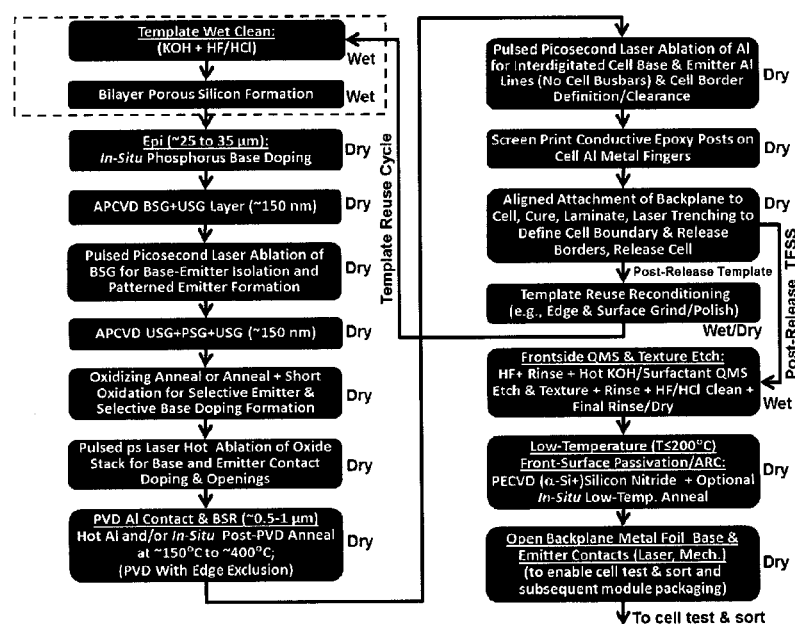 Template Wet Clean:
(KOH + HF/HCl)
Wet
Bilayer Porous Silicon Formation
Wet
Epi (~25 to 35 µm):
In-Situ Phosphorus Base Doping
Dry
APCVD BSG+USG Layer (~150 nm)
Dry
Pulsed Picosecond Laser Ablation of
BSG for Base-Emitter Isolation and
Patterned Emitter Formation
Dry
APCVD USG+PSG+USG (~150 nm)
Dry
Oxidizing Anneal or Anneal + Short
Oxidation for Selective Emitter &
Selective Base Doping Formation
Dry
Pulsed ps Laser Hot Ablation of Oxide
Stack for Base and Emitter Contact
Doping & Openings
Dry
PVD Al Contact & BSR (~0.5-1 µm)
Hot Al and/or In-Situ Post-PVD Anneal
at ~150°C to ~400°C;
(PVD With Edge Exclusion)
Dry
Template Reuse Cycle
Pulsed Picosecond Laser Ablation of Al
for Interdigitated Cell Base & Emitter Al
Lines (No Cell Busbars) & Cell Border
Definition/Clearance
Dry
Screen Print Conductive Epoxy Posts on
Cell Al Metal Fingers
Dry
Aligned Attachment of Backplane to
Cell, Cure, Laminate, Laser Trenching to
Define Cell Boundary & Release
Borders, Release Cell
Dry
Post-Release Template
Post-Release TFSS
Template Reuse Reconditioning
(e.g., Edge & Surface Grind/Polish)
Wet/Dry
Frontside QMS & Texture Etch:
HF+ Rinse + Hot KOH/Surfactant QMS
Etch & Texture + Rinse + HF/HCl Clean +
Final Rinse/Dry
Wet
Low-Temperature (T≤200°C)
Front-Surface Passivation/ARC:
PECVD (α-Si+)Silicon Nitride + Optional
In-Situ Low-Temp. Anneal
Dry
Open Backplane Metal Foil Base &
Emitter Contacts (Laser, Mech.)
(to enable cell test & sort and
subsequent module packaging)
Dry
To cell test & sort